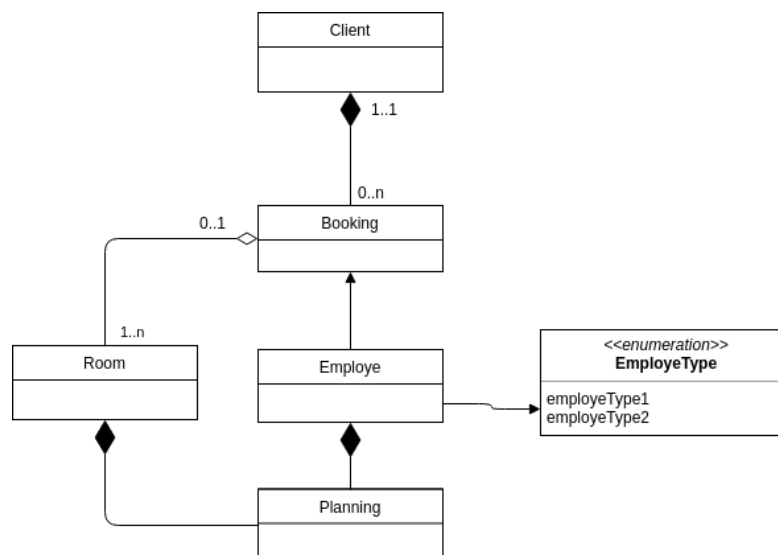 Client
1..1
0..n
Booking
0..1
1..n
Room
Employe
<<enumeration>>
EmployeType
employeType1
employeType2
Planning